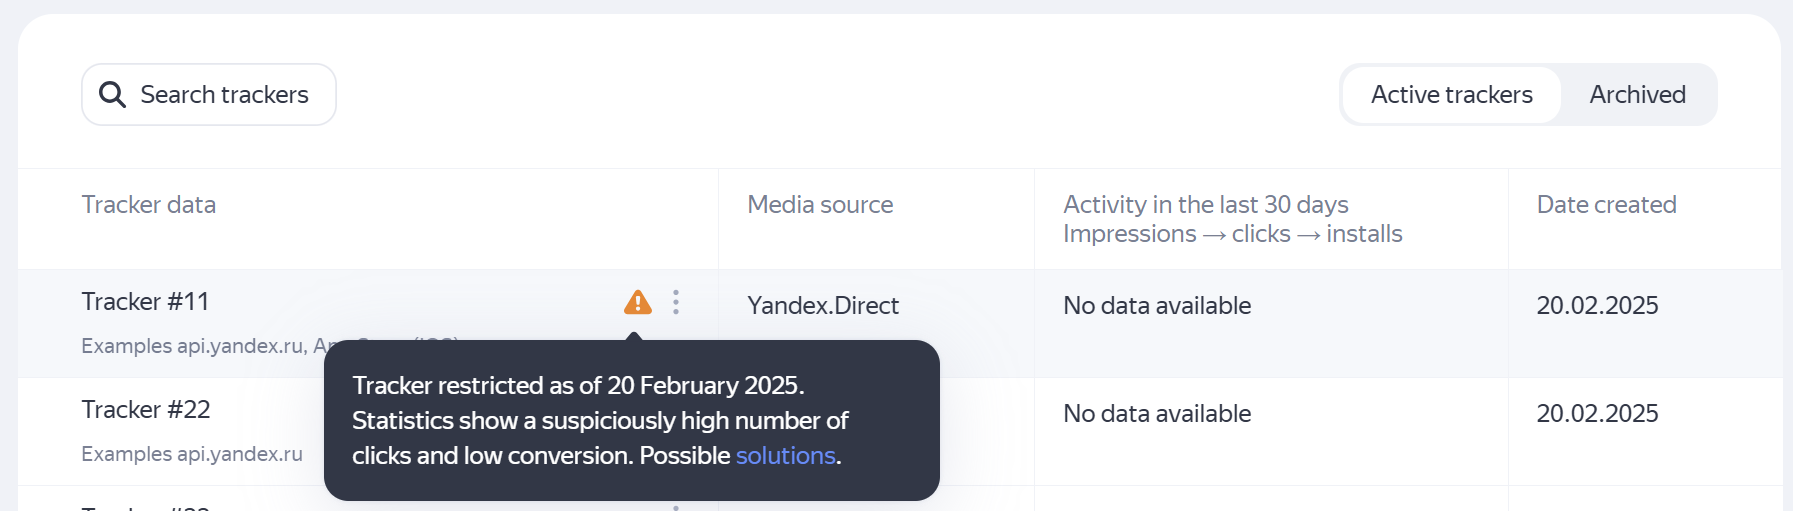 Search trackers
Active trackers
Archived
Tracker data
Media source
Activity in the last 30 days
Impressions → clicks → installs
Date created
Tracker #11
Yandex.Direct
No data available
20.02.2025
Examples api.yandex.ru,
Tracker restricted as of 20 February 2025.
Statistics show a suspiciously high number of
clicks and low conversion. Possible solutions.
Tracker #22
No data available
20.02.2025
Examples api.yandex.ru